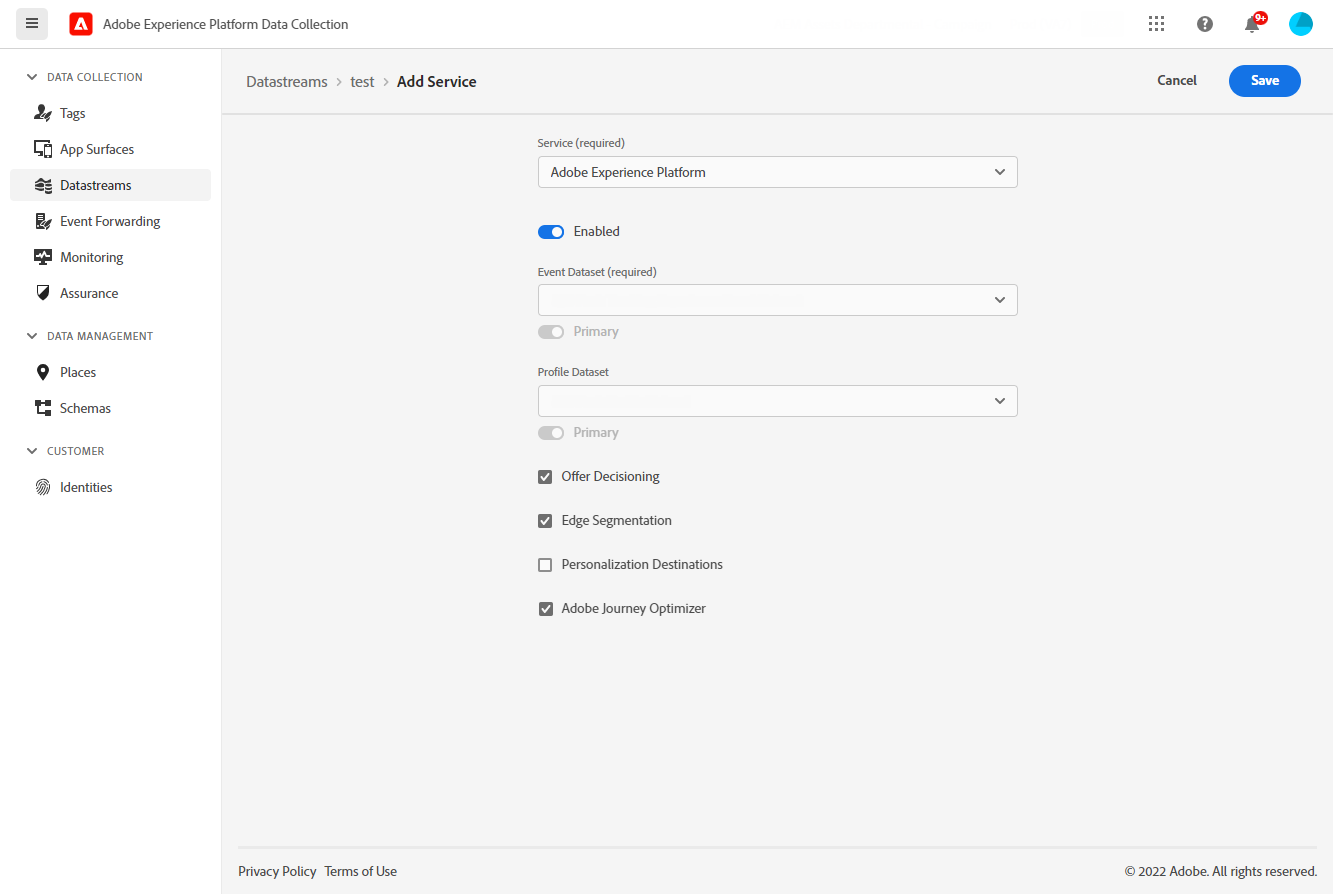 Adobe Experience Platform Data Collection
9+
DATA COLLECTION
Tags
App Surfaces
Datastreams
Event Forwarding
Monitoring
Assurance
DATA MANAGEMENT
Places
Schemas
CUSTOMER
Identities
Datastreams > test > Add Service
Cancel
Save
Service (required)
Adobe Experience Platform
Enabled
Event Dataset (required)
Primary
Profile Dataset
Primary
Offer Decisioning
Edge Segmentation
Personalization Destinations
Adobe Journey Optimizer
Privacy Policy Terms of Use
© 2022 Adobe. All rights reserved.